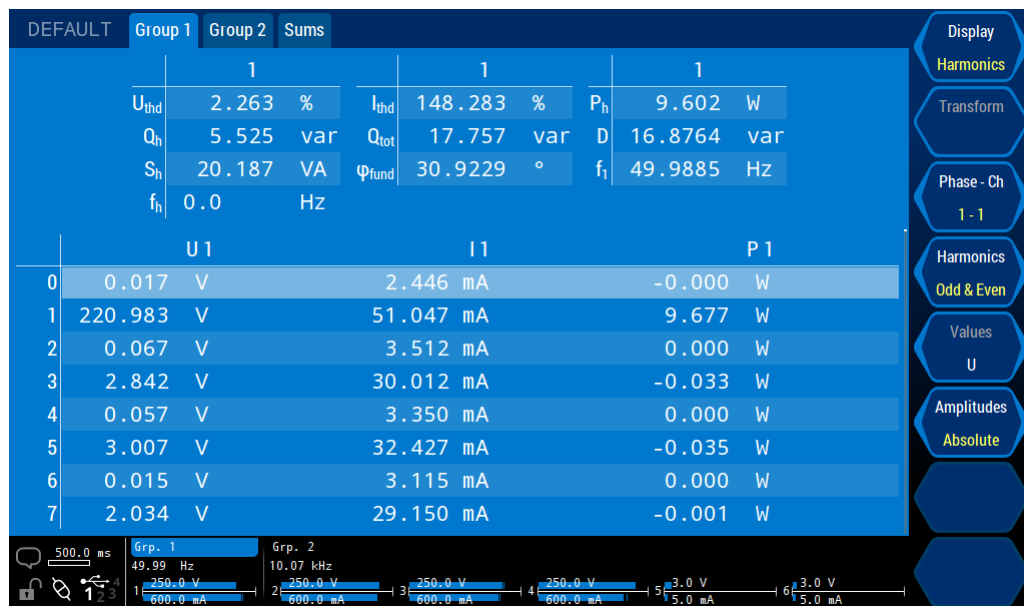 DEFAULT Group 1 Group 2 Sums
1 1 1
Uthd 2.263 % Ithd 148.283 % Ph 9.602 W
Qh 5.525 var Qtot 17.757 var D 16.8764 var
Sh 20.187 VA φfund 30.9229 ° f1 49.9885 Hz
fh 0.0 Hz
U 1 I 1 P 1
0 0.017 V 2.446 mA -0.000 W
1 220.983 V 51.047 mA 9.677 W
2 0.067 V 3.512 mA 0.000 W
3 2.842 V 30.012 mA -0.033 W
4 0.057 V 3.350 mA 0.000 W
5 3.007 V 32.427 mA -0.035 W
6 0.015 V 3.115 mA 0.000 W
7 2.034 V 29.150 mA -0.001 W
Display
Harmonics
Transform
Phase - Ch
1 - 1
Harmonics
Odd & Even
Values
U
Amplitudes
Absolute
500.0 ms Grp. 1 Grp. 2
49.99 Hz 10.07 kHz
1 2 3 4
1 250.0 V 2 250.0 V 3 250.0 V 4 250.0 V 5 3.0 V 6 3.0 V
600.0 mA 600.0 mA 600.0 mA 600.0 mA 5.0 mA 5.0 mA